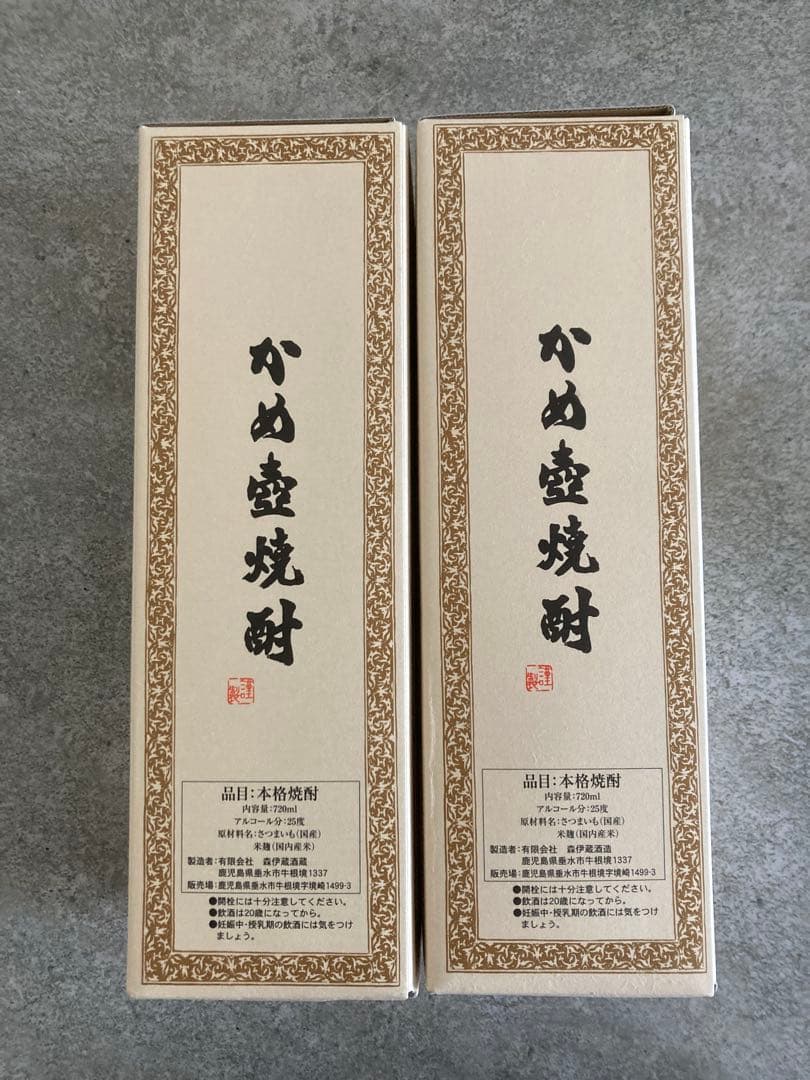 かめ壺焼酎
謹製
品目：本格焼酎
内容量：720ml
アルコール分：25度
原材料名：さつまいも（国産）
米麹（国内産米）
製造者：有限会社　森伊蔵酒蔵
鹿児島県垂水市牛根境1337
販売場：鹿児島県垂水市牛根境字境崎1499-3
●開栓には十分注意してください。
●飲酒は20歳になってから。
●妊娠中・授乳期の飲酒には気をつけ
ましょう。
かめ壺焼酎
謹製
品目：本格焼酎
内容量：720ml
アルコール分：25度
原材料名：さつまいも（国産）
米麹（国内産米）
製造者：有限会社　森伊蔵酒造
鹿児島県垂水市牛根境1337
販売場：鹿児島県垂水市牛根境字境崎1499-3
●開栓には十分注意してください。
●飲酒は20歳になってから。
●妊娠中・授乳期の飲酒には気をつけ
ましょう。